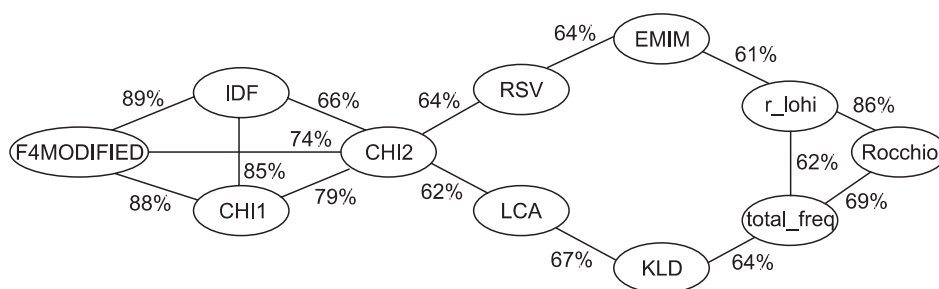 64%
EMIM
61%
89%
IDF
66%
64%
RSV
r_lohi
86%
F4MODIFIED
74%
CHI2
62%
Rocchio
85%
88%
CHI1
79%
62%
LCA
total_freq
69%
67%
KLD
64%